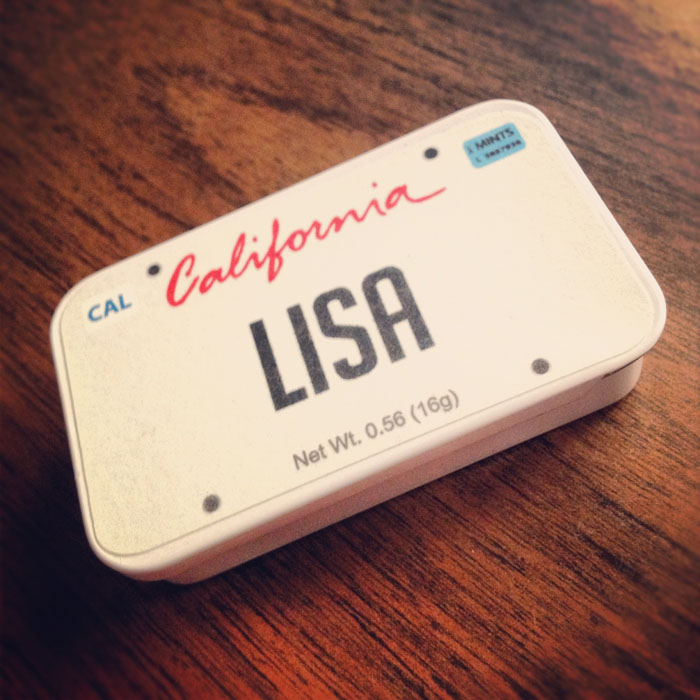 MINTS
California
CAL
LISA
Net Wt. 0.56 (16g)